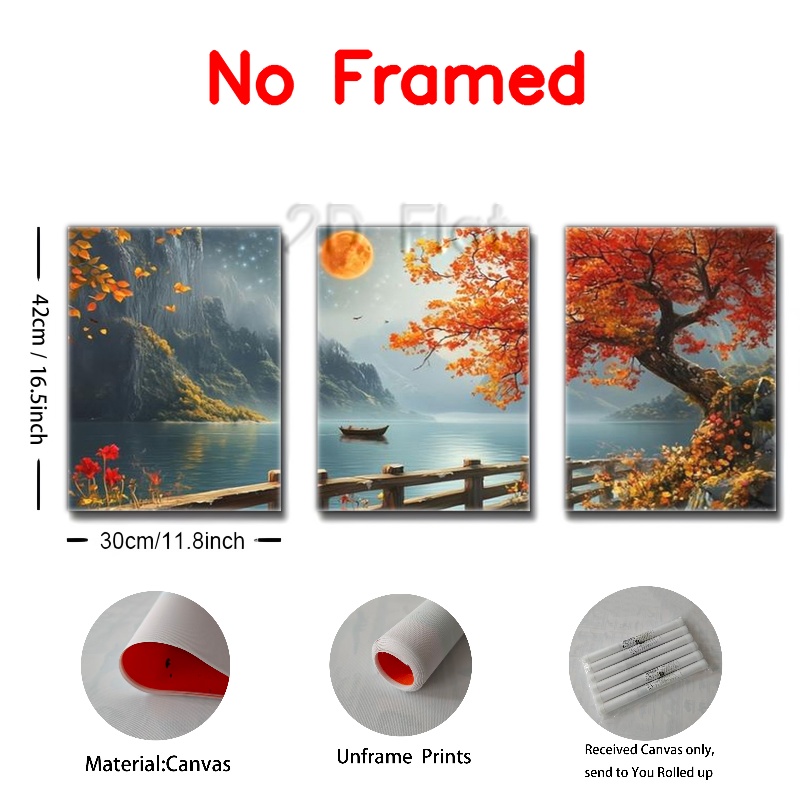 No Framed
2D Flat
42cm / 16.5inch
30cm/11.8inch
Material:Canvas
Unframe Prints
Received Canvas only,
send to You Rolled up